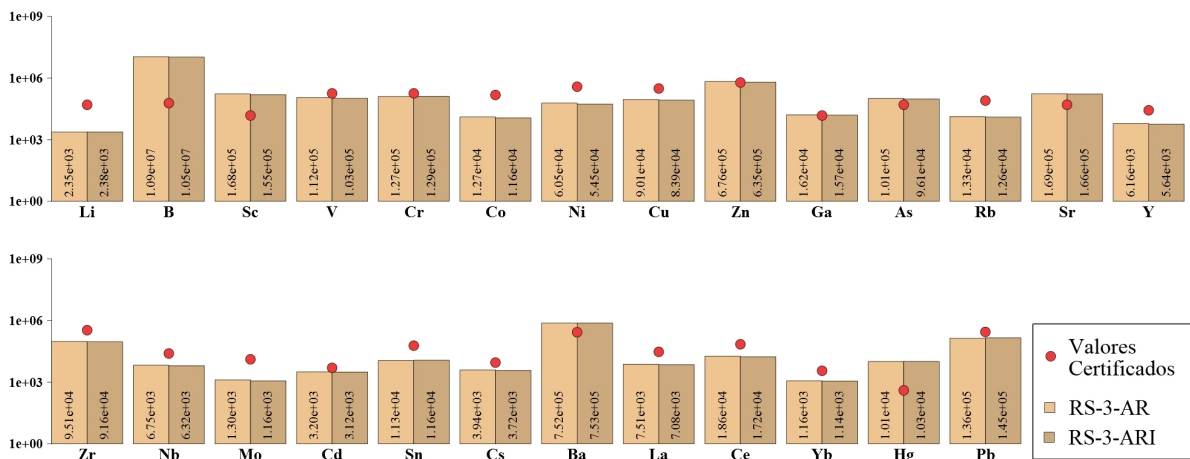 1e+09
1e+06
1e+03
1e+00
2.35e+03 2.38e+03 1.09e+07 1.05e+07 1.68e+05 1.55e+05 1.12e+05 1.03e+05 1.27e+05 1.29e+05 1.27e+04 1.16e+04 6.05e+04 5.45e+04 9.01e+04 8.39e+04 6.76e+05 6.35e+05 1.62e+04 1.57e+04 1.01e+05 9.61e+04 1.33e+04 1.26e+04 1.69e+05 1.66e+05 6.16e+03 5.64e+03
Li B Sc V Cr Co Ni Cu Zn Ga As Rb Sr Y
1e+09
1e+06
1e+03
1e+00
9.51e+04 9.16e+04 6.75e+03 6.32e+03 1.30e+03 1.16e+03 3.20e+03 3.12e+03 1.13e+04 1.16e+04 3.94e+03 3.72e+03 7.52e+05 7.53e+05 7.51e+03 7.08e+03 1.86e+04 1.72e+04 1.16e+03 1.14e+03 1.01e+04 1.03e+04 1.36e+05 1.45e+05
Zr Nb Mo Cd Sn Cs Ba La Ce Yb Hg Pb
Valores
Certificados
RS-3-AR
RS-3-ARI